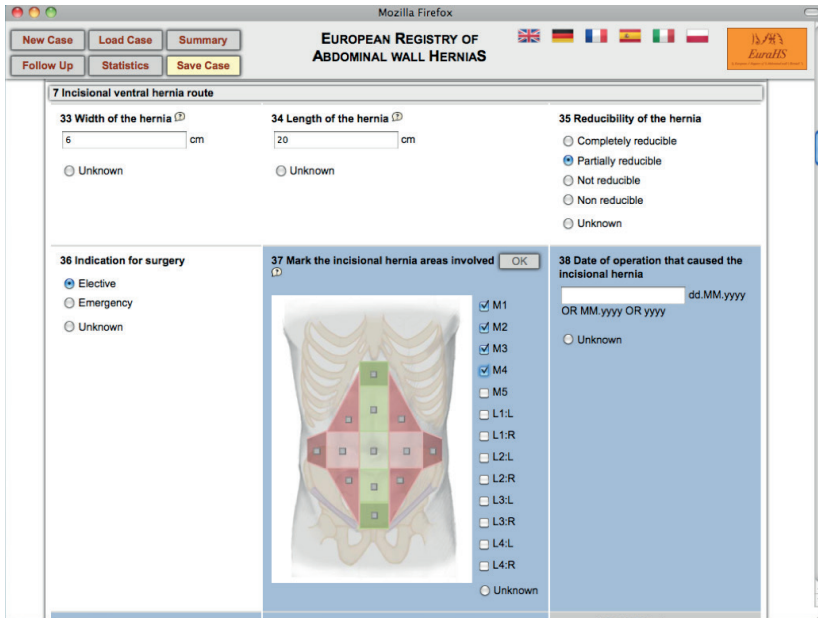 Mozilla Firefox
New Case Load Case Summary
Follow Up Statistics Save Case
EUROPEAN REGISTRY OF
ABDOMINAL WALL HERNIAS
EuraHS
7 Incisional ventral hernia route
33 Width of the hernia
6 cm
Unknown
34 Length of the hernia
20 cm
Unknown
35 Reducibility of the hernia
Completely reducible
Partially reducible
Not reducible
Non reducible
Unknown
36 Indication for surgery
Elective
Emergency
Unknown
37 Mark the incisional hernia areas involved OK
M1
M2
M3
M4
M5
L1:L
L1:R
L2:L
L2:R
L3:L
L3:R
L4:L
L4:R
Unknown
38 Date of operation that caused the
incisional hernia
dd.MM.yyyy
OR MM.yyyy OR yyyy
Unknown